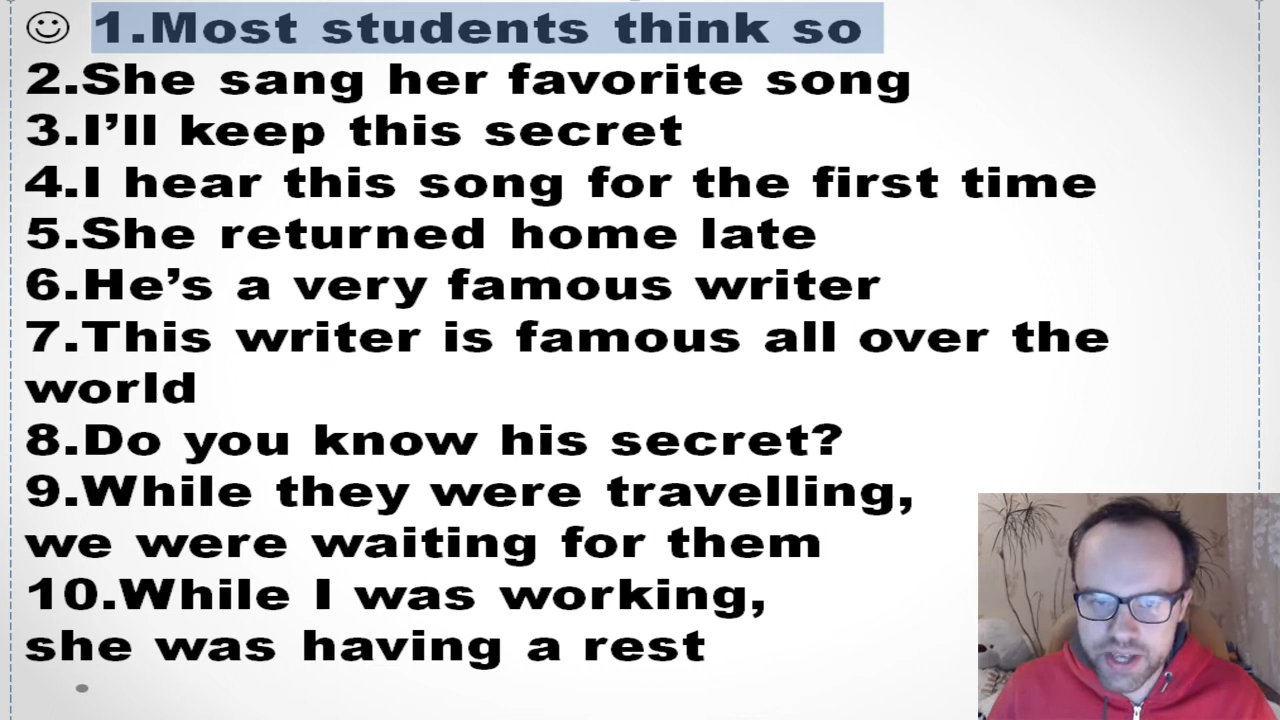 ☺ 1.Most students think so
2.She sang her favorite song
3.I’ll keep this secret
4.I hear this song for the first time
5.She returned home late
6.He’s a very famous writer
7.This writer is famous all over the
world
8.Do you know his secret?
9.While they were travelling,
we were waiting for them
10.While I was working,
she was having a rest